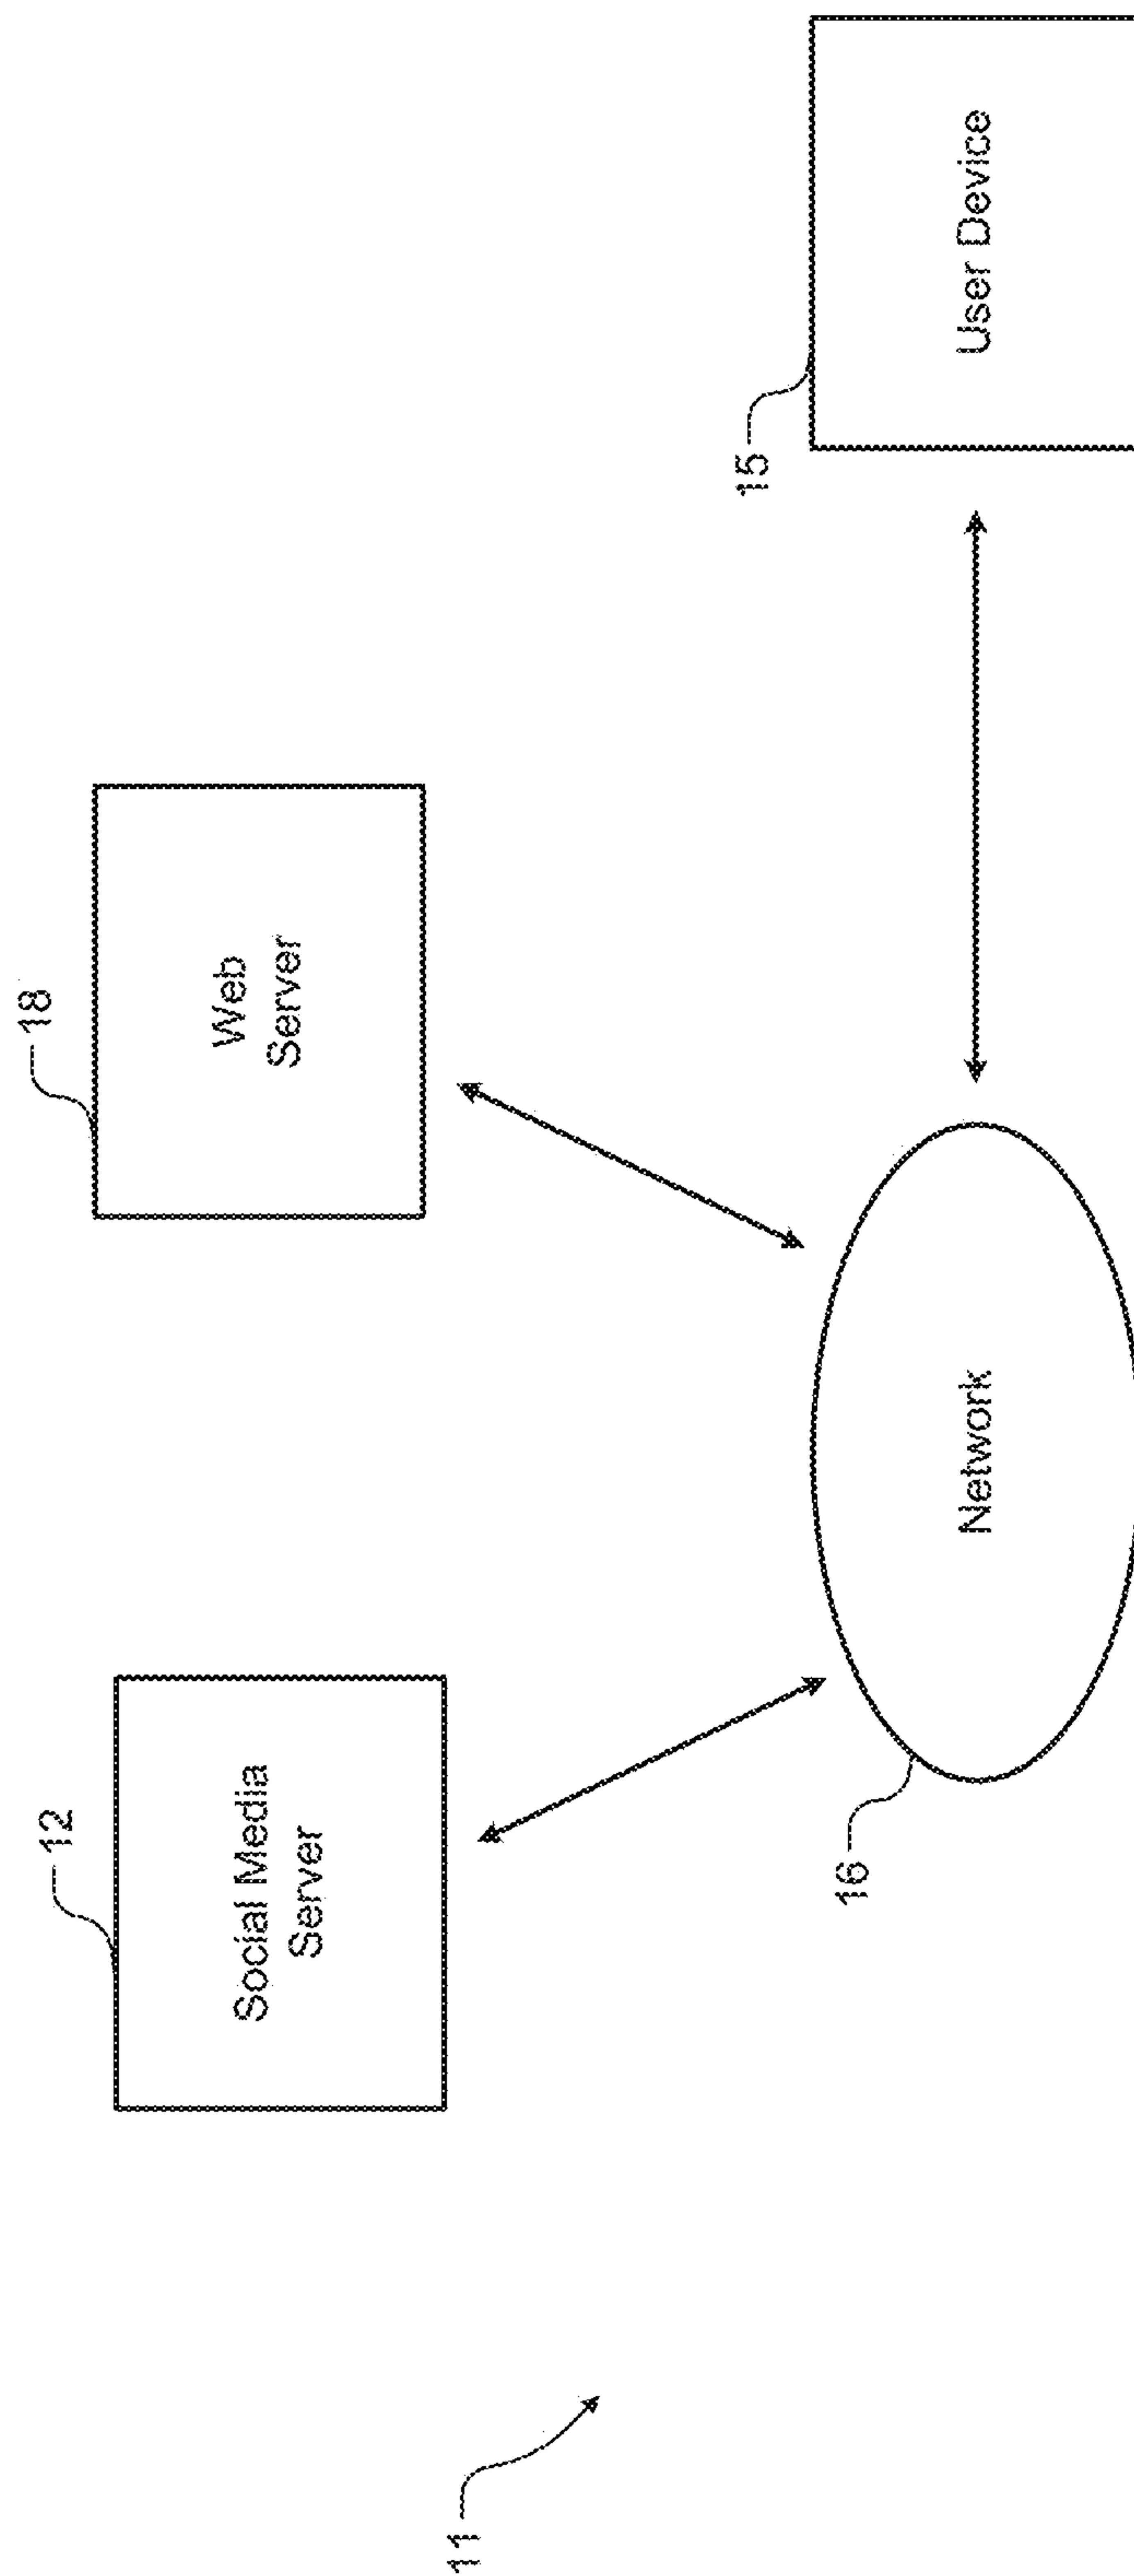 11
12
Social Media
Server
18
Web
Server
16
Network
15
User Device